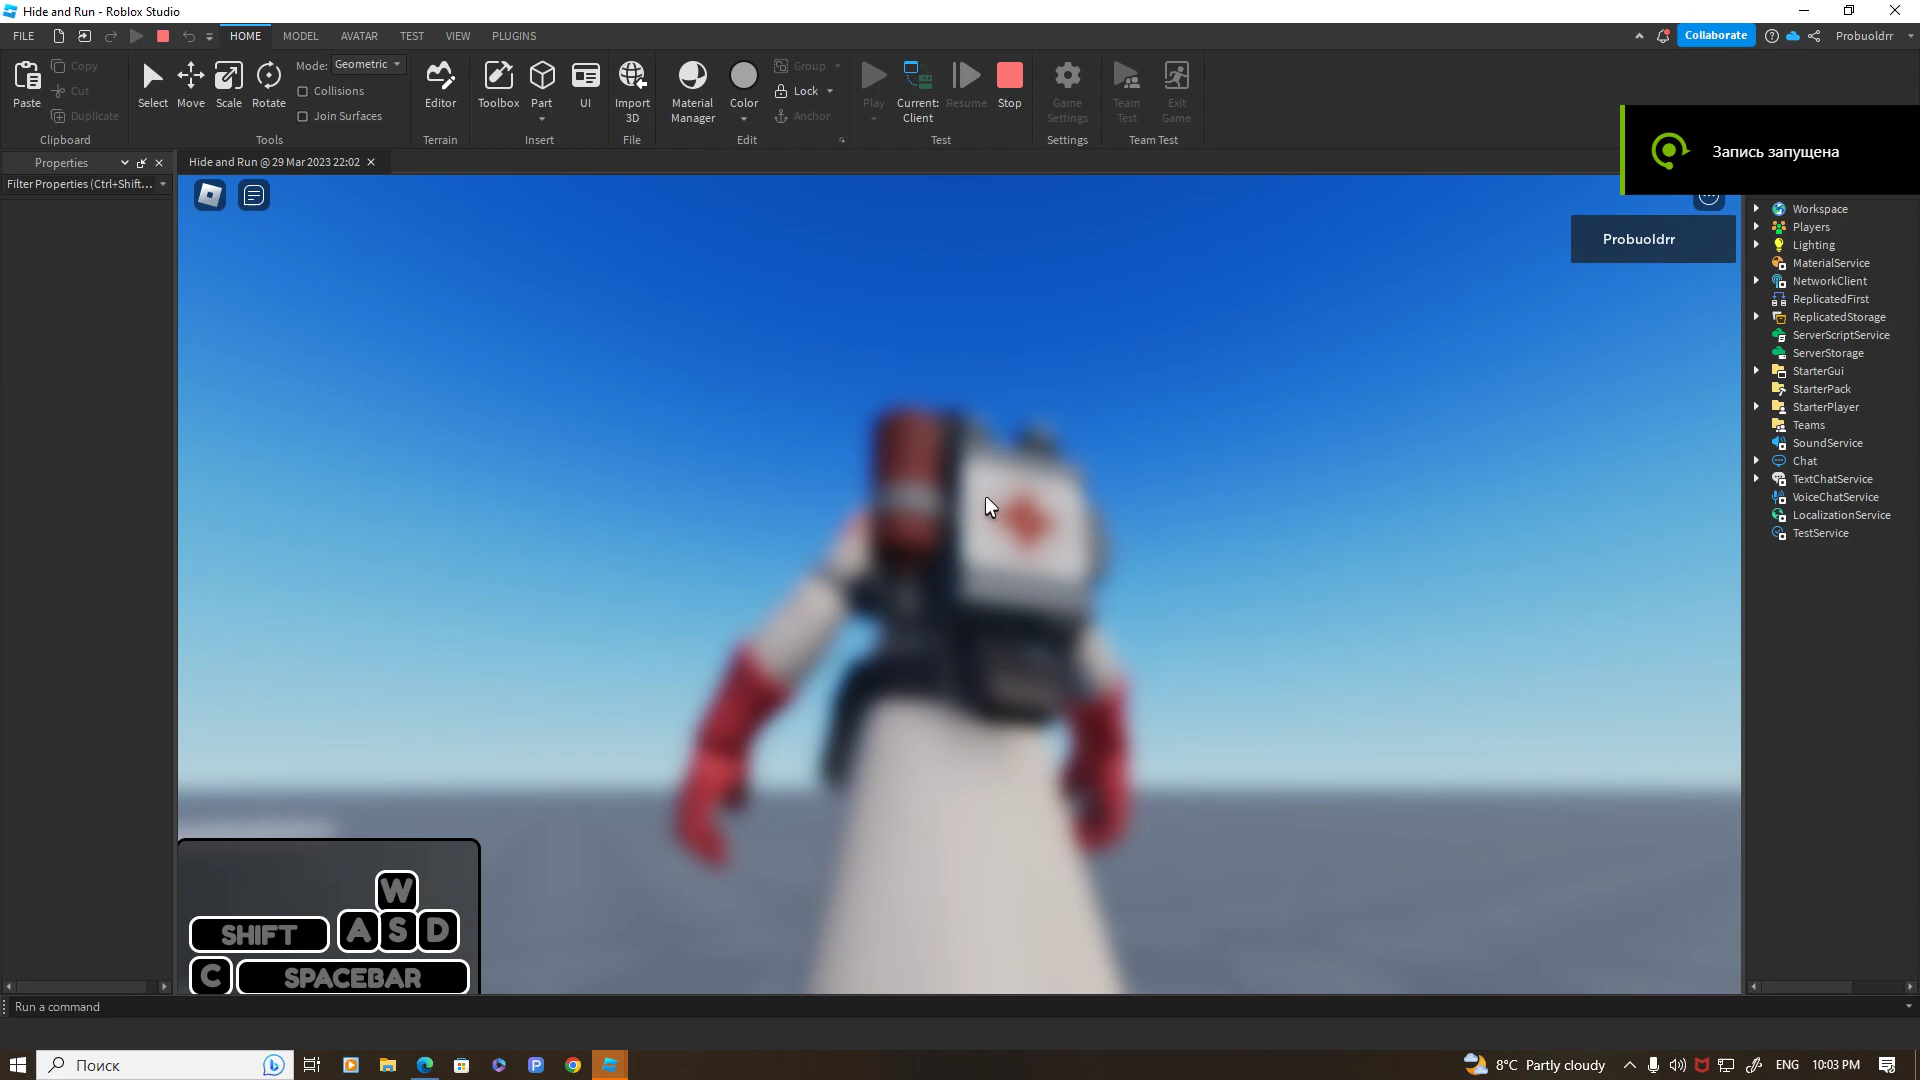 Hide and Run - Roblox Studio
FILE HOME MODEL AVATAR TEST VIEW PLUGINS Collaborate Probuoldrr
Paste Copy Cut Duplicate Clipboard
Select Move Scale Rotate Mode: Geometric Collisions Join Surfaces Tools
Editor Terrain
Toolbox Part UI Insert
Import 3D File
Material Manager Color Group Lock Anchor Edit
Play Current: Client Resume Stop Test
Game Settings Settings
Team Test Exit Game Team Test
Запись запущена
Properties
Hide and Run @ 29 Mar 2023 22:02
Filter Properties (Ctrl+Shift...
Probuoldrr
Workspace
Players
Lighting
MaterialService
NetworkClient
ReplicatedFirst
ReplicatedStorage
ServerScriptService
ServerStorage
StarterGui
StarterPack
StarterPlayer
Teams
SoundService
Chat
TextChatService
VoiceChatService
LocalizationService
TestService
W
SHIFT A S D
C SPACEBAR
Run a command
Поиск
8°C Partly cloudy ENG 10:03 PM